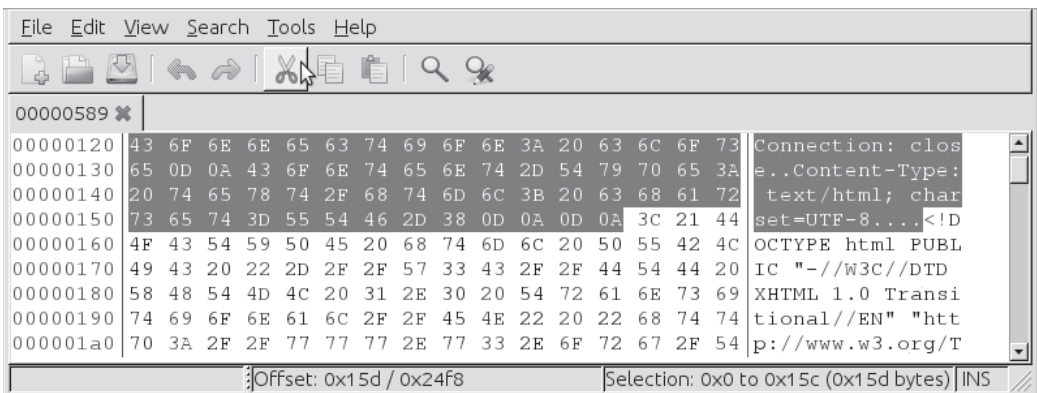 File Edit View Search Tools Help
00000589
00000120 43 6F 6E 6E 65 63 74 69 6F 6E 3A 20 63 6C 6F 73 Connection: clos
00000130 65 0D 0A 43 6F 6E 74 65 6E 74 2D 54 79 70 65 3A e..Content-Type:
00000140 20 74 65 78 74 2F 68 74 6D 6C 3B 20 63 68 61 72  text/html; char
00000150 73 65 74 3D 55 54 46 2D 38 0D 0A 0D 0A 3C 21 44 set=UTF-8....<!D
00000160 4F 43 54 59 50 45 20 68 74 6D 6C 20 50 55 42 4C OCTYPE html PUBL
00000170 49 43 20 22 2D 2F 2F 57 33 43 2F 2F 44 54 44 20 IC "-//W3C//DTD
00000180 58 48 54 4D 4C 20 31 2E 30 20 54 72 61 6E 73 69 XHTML 1.0 Transi
00000190 74 69 6F 6E 61 6C 2F 2F 45 4E 22 20 22 68 74 74 tional//EN" "htt
000001a0 70 3A 2F 2F 77 77 77 2E 77 33 2E 6F 72 67 2F 54 p://www.w3.org/T
Offset: 0x15d / 0x24f8 Selection: 0x0 to 0x15c (0x15d bytes) INS